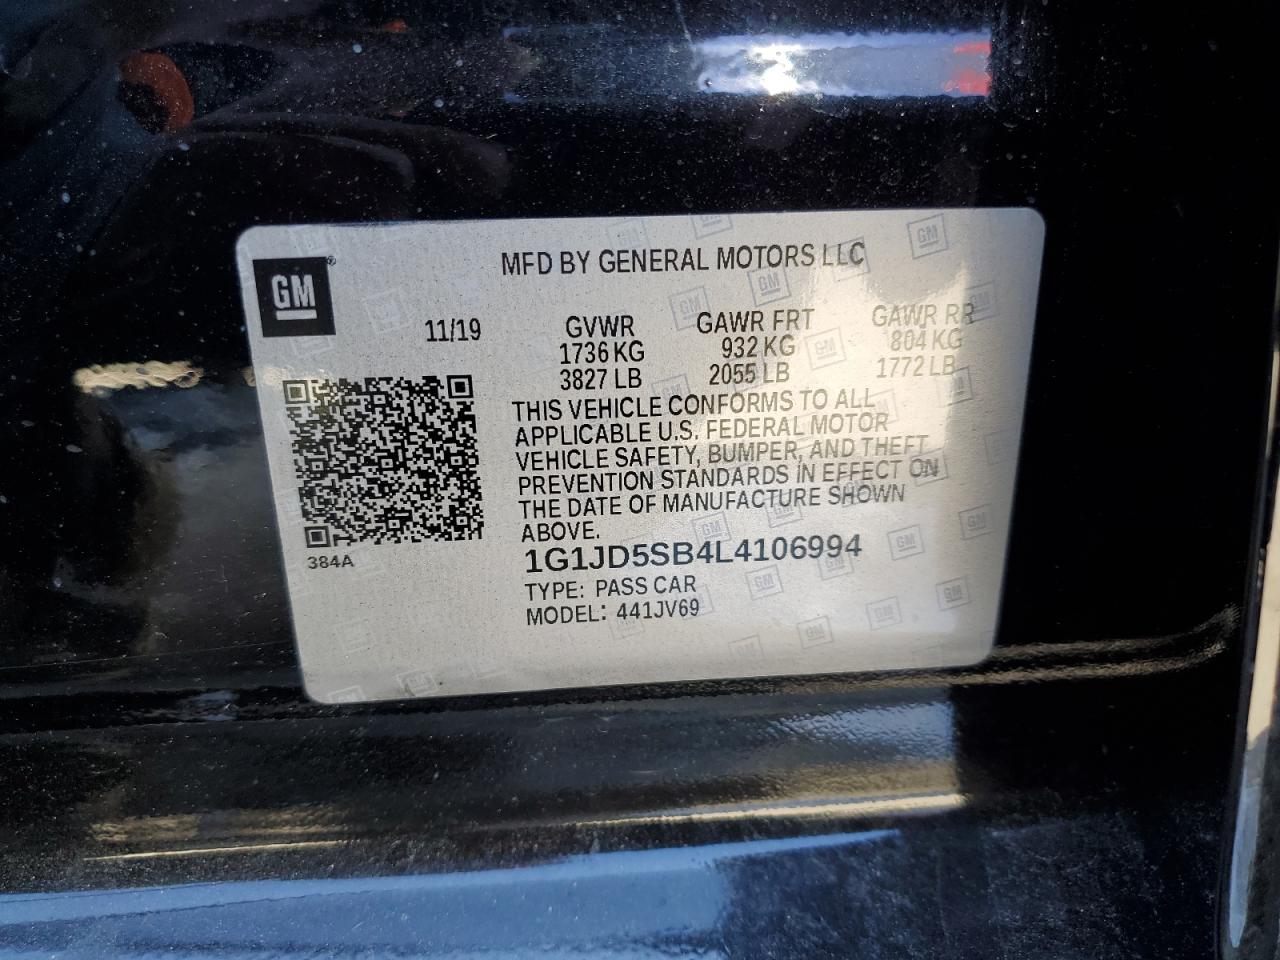 GM
MFD BY GENERAL MOTORS LLC
11/19 GVWR GAWR FRT GAWR RR
1736 KG 932 KG 804 KG
3827 LB 2055 LB 1772 LB
THIS VEHICLE CONFORMS TO ALL
APPLICABLE U.S. FEDERAL MOTOR
VEHICLE SAFETY, BUMPER, AND THEFT
PREVENTION STANDARDS IN EFFECT ON
THE DATE OF MANUFACTURE SHOWN
ABOVE.
384A
1G1JD5SB4L4106994
TYPE: PASS CAR
MODEL: 441JV69